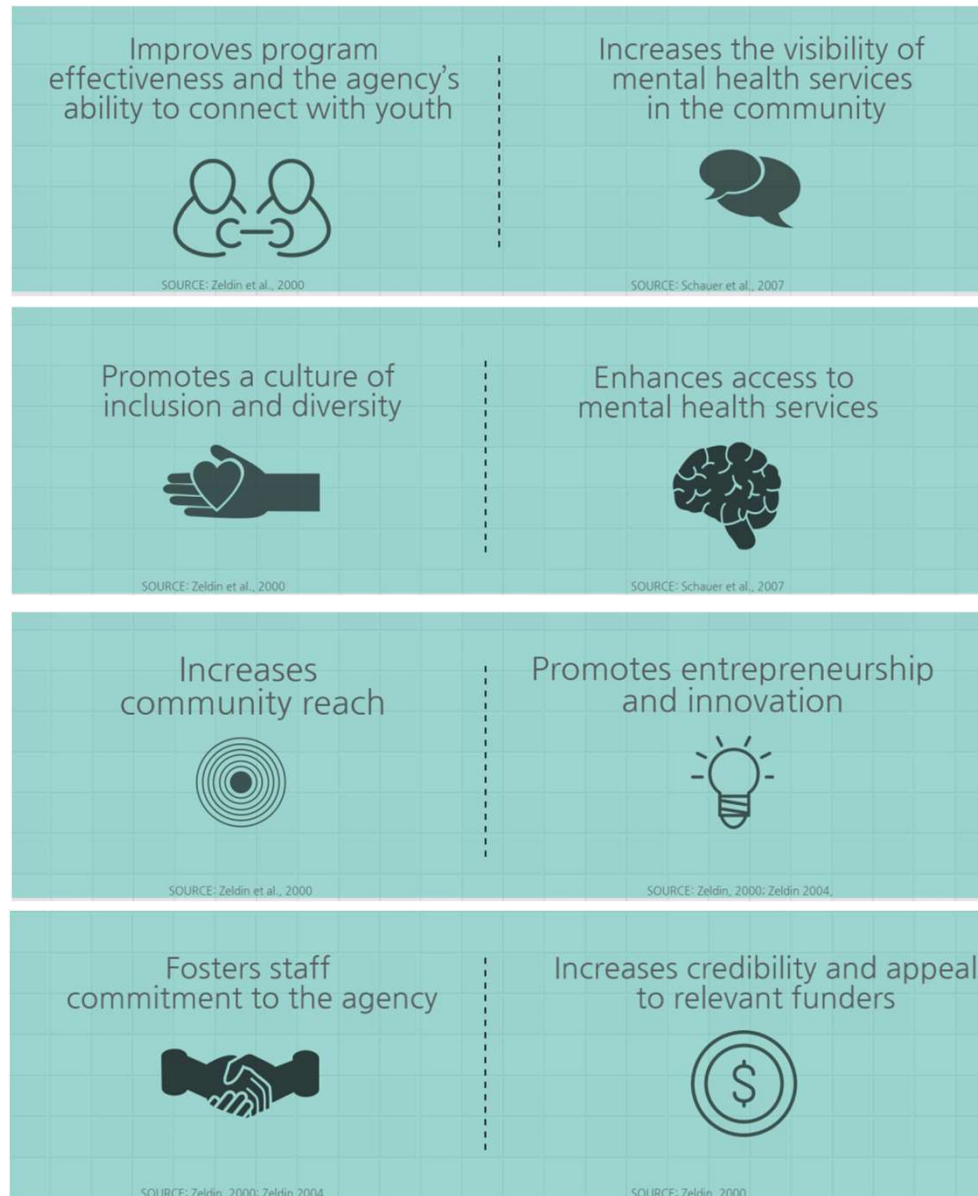 Improves program
effectiveness and the agency's
ability to connect with youth
SOURCE: Zeldin et al., 2000
Increases the visibility of
mental health services
in the community
SOURCE: Schauer et al., 2007
Promotes a culture of
inclusion and diversity
SOURCE: Zeldin et al., 2000
Enhances access to
mental health services
SOURCE: Schauer et al., 2007
Increases
community reach
SOURCE: Zeldin et al., 2000
Promotes entrepreneurship
and innovation
SOURCE: Zeldin, 2000; Zeldin 2004,
Fosters staff
commitment to the agency
SOURCE: Zeldin, 2000; Zeldin 2004
Increases credibility and appeal
to relevant funders
$
SOURCE: Zeldin, 2000